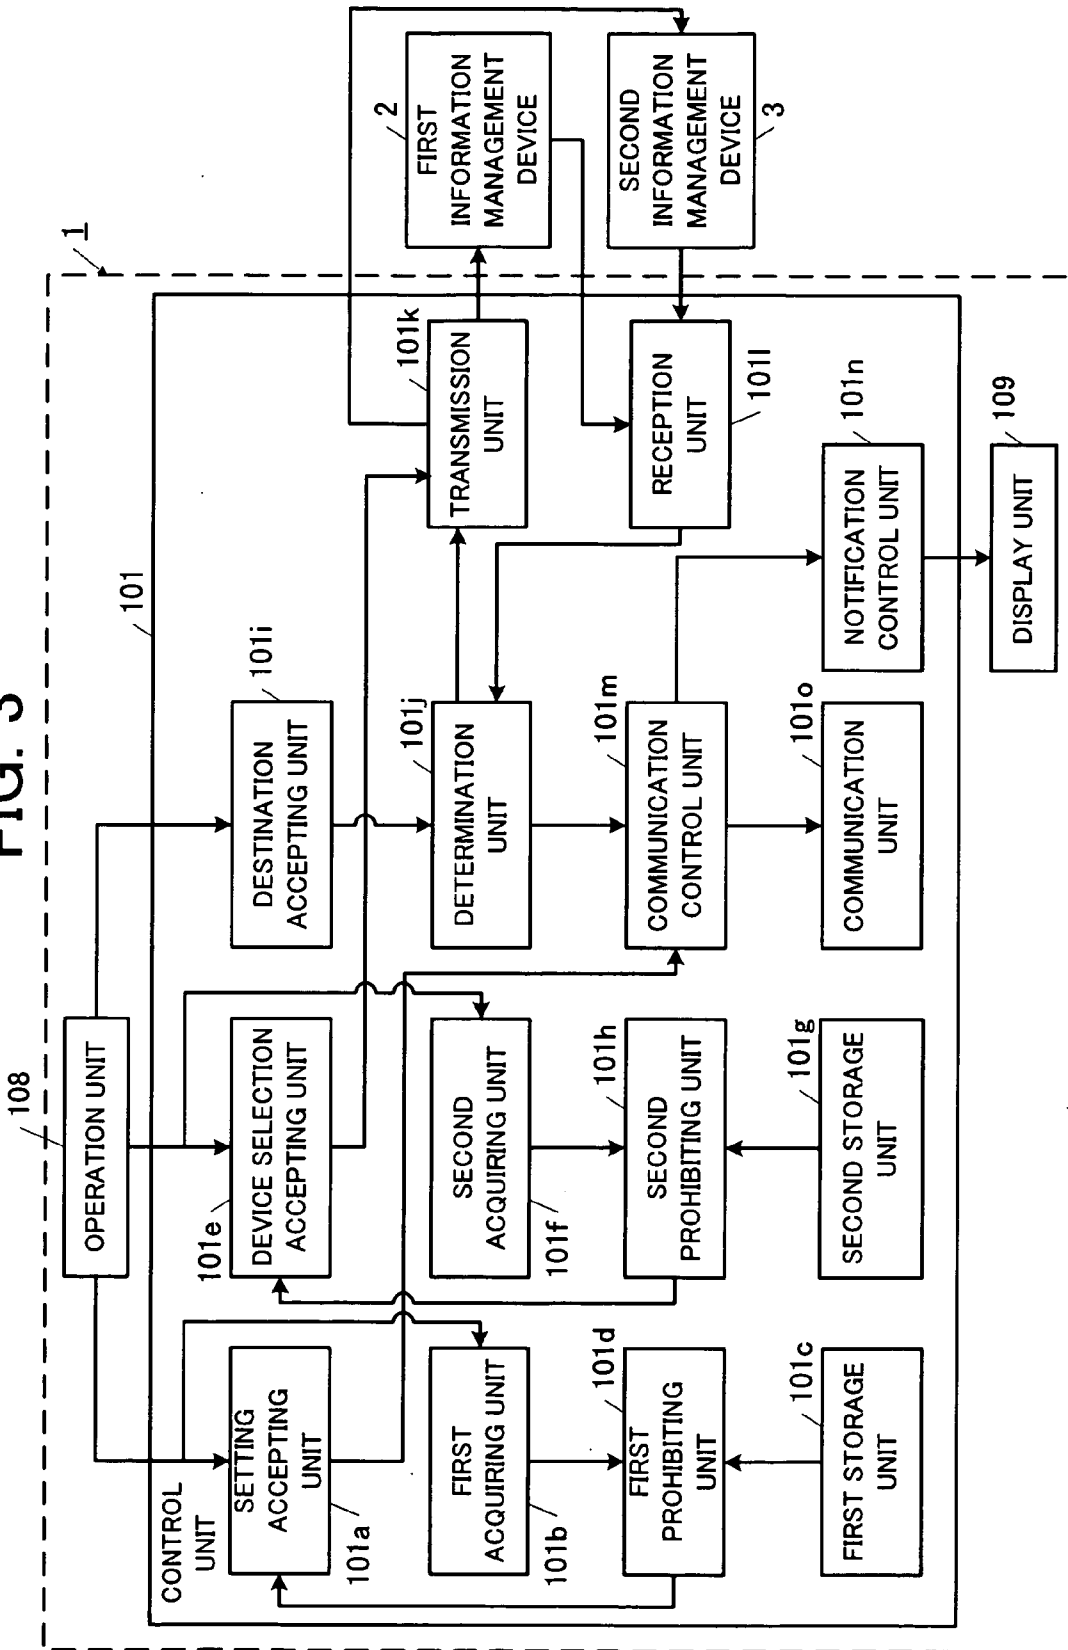 FIG. 3
1
108
OPERATION UNIT
101
CONTROL
UNIT
SETTING
ACCEPTING
UNIT
101a
FIRST
ACQUIRING UNIT
101b
FIRST
PROHIBITING
UNIT
101d
FIRST STORAGE
UNIT
101c
DEVICE SELECTION
ACCEPTING UNIT
101e
SECOND
ACQUIRING UNIT
101f
SECOND
PROHIBITING UNIT
101h
SECOND STORAGE
UNIT
101g
DESTINATION
ACCEPTING UNIT
101i
DETERMINATION
UNIT
101j
COMMUNICATION
CONTROL UNIT
101m
COMMUNICATION
UNIT
101o
TRANSMISSION
UNIT
101k
RECEPTION
UNIT
101l
NOTIFICATION
CONTROL UNIT
101n
DISPLAY UNIT
109
FIRST
INFORMATION
MANAGEMENT
DEVICE
2
SECOND
INFORMATION
MANAGEMENT
DEVICE
3